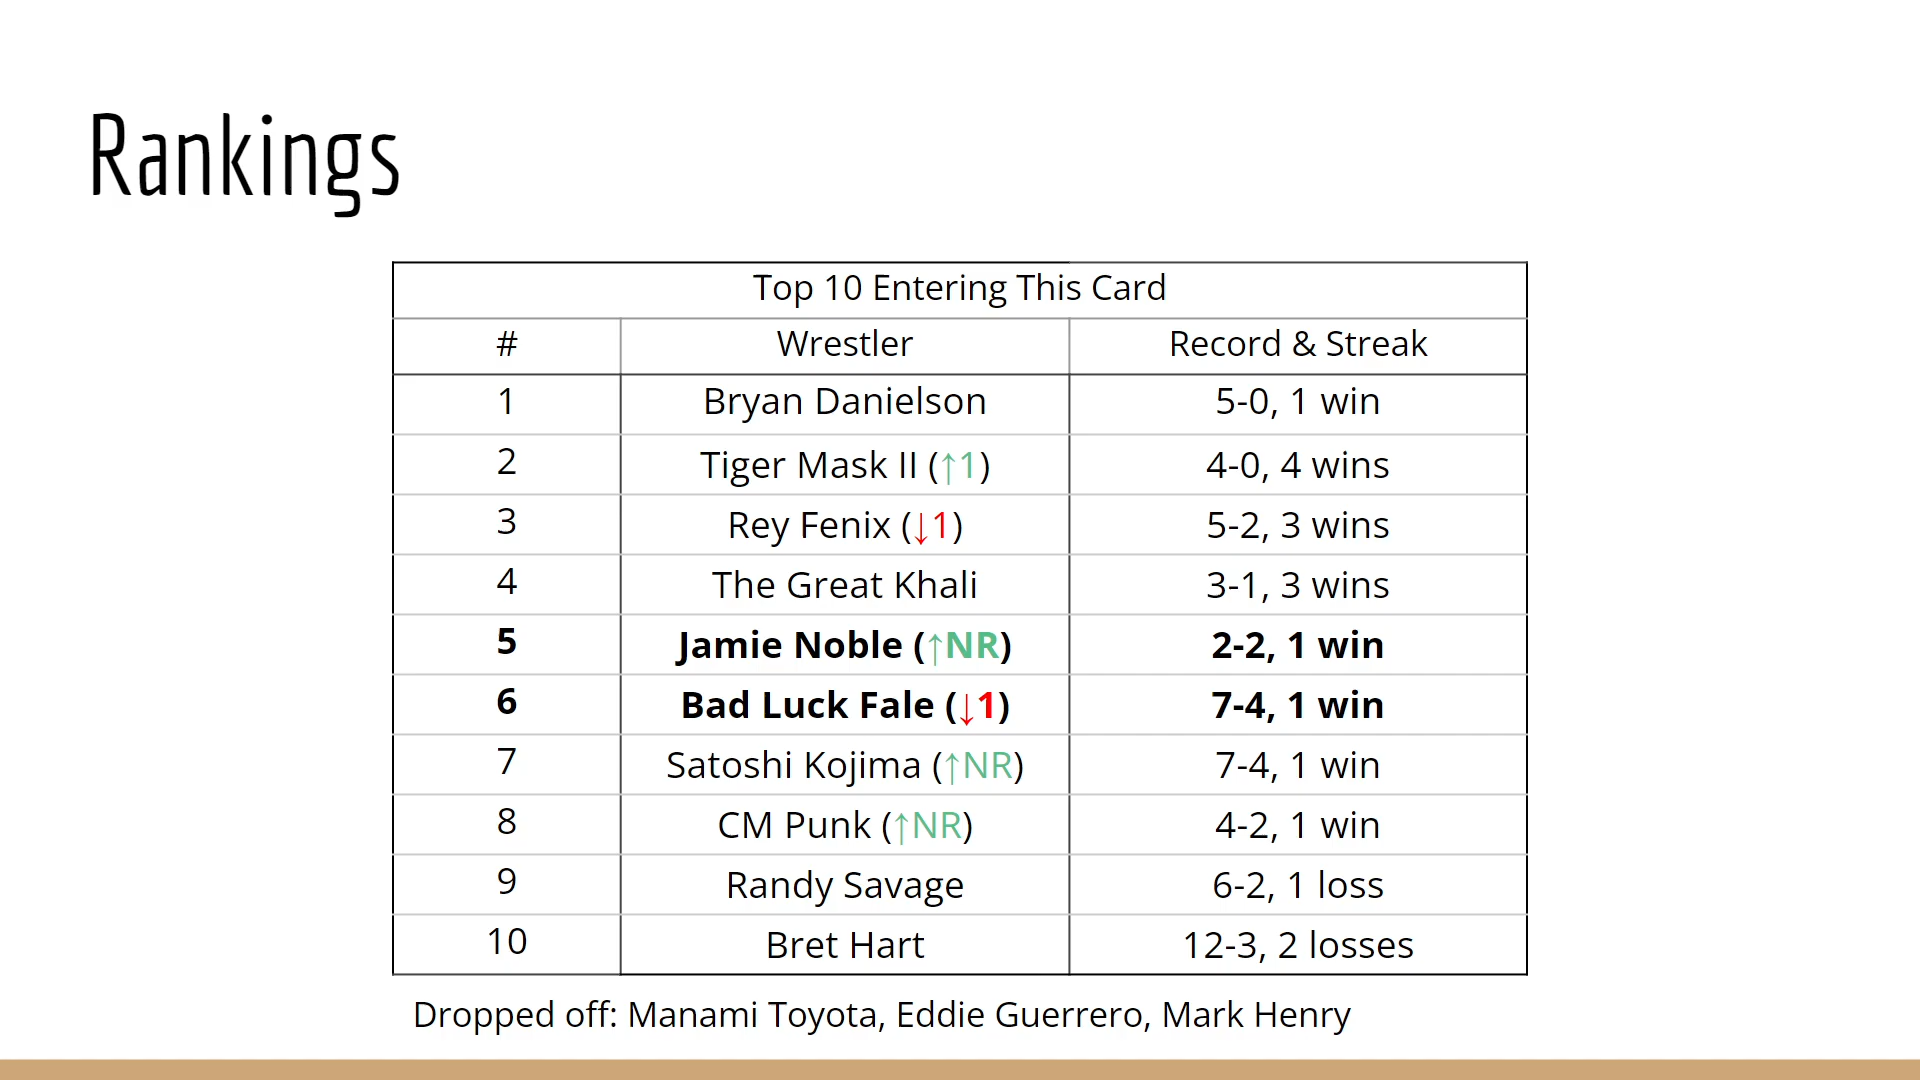 Rankings
Top 10 Entering This Card
# Wrestler Record & Streak
1 Bryan Danielson 5-0, 1 win
2 Tiger Mask II (↑1) 4-0, 4 wins
3 Rey Fenix (↓1) 5-2, 3 wins
4 The Great Khali 3-1, 3 wins
5 Jamie Noble (↑NR) 2-2, 1 win
6 Bad Luck Fale (↓1) 7-4, 1 win
7 Satoshi Kojima (↑NR) 7-4, 1 win
8 CM Punk (↑NR) 4-2, 1 win
9 Randy Savage 6-2, 1 loss
10 Bret Hart 12-3, 2 losses
Dropped off: Manami Toyota, Eddie Guerrero, Mark Henry